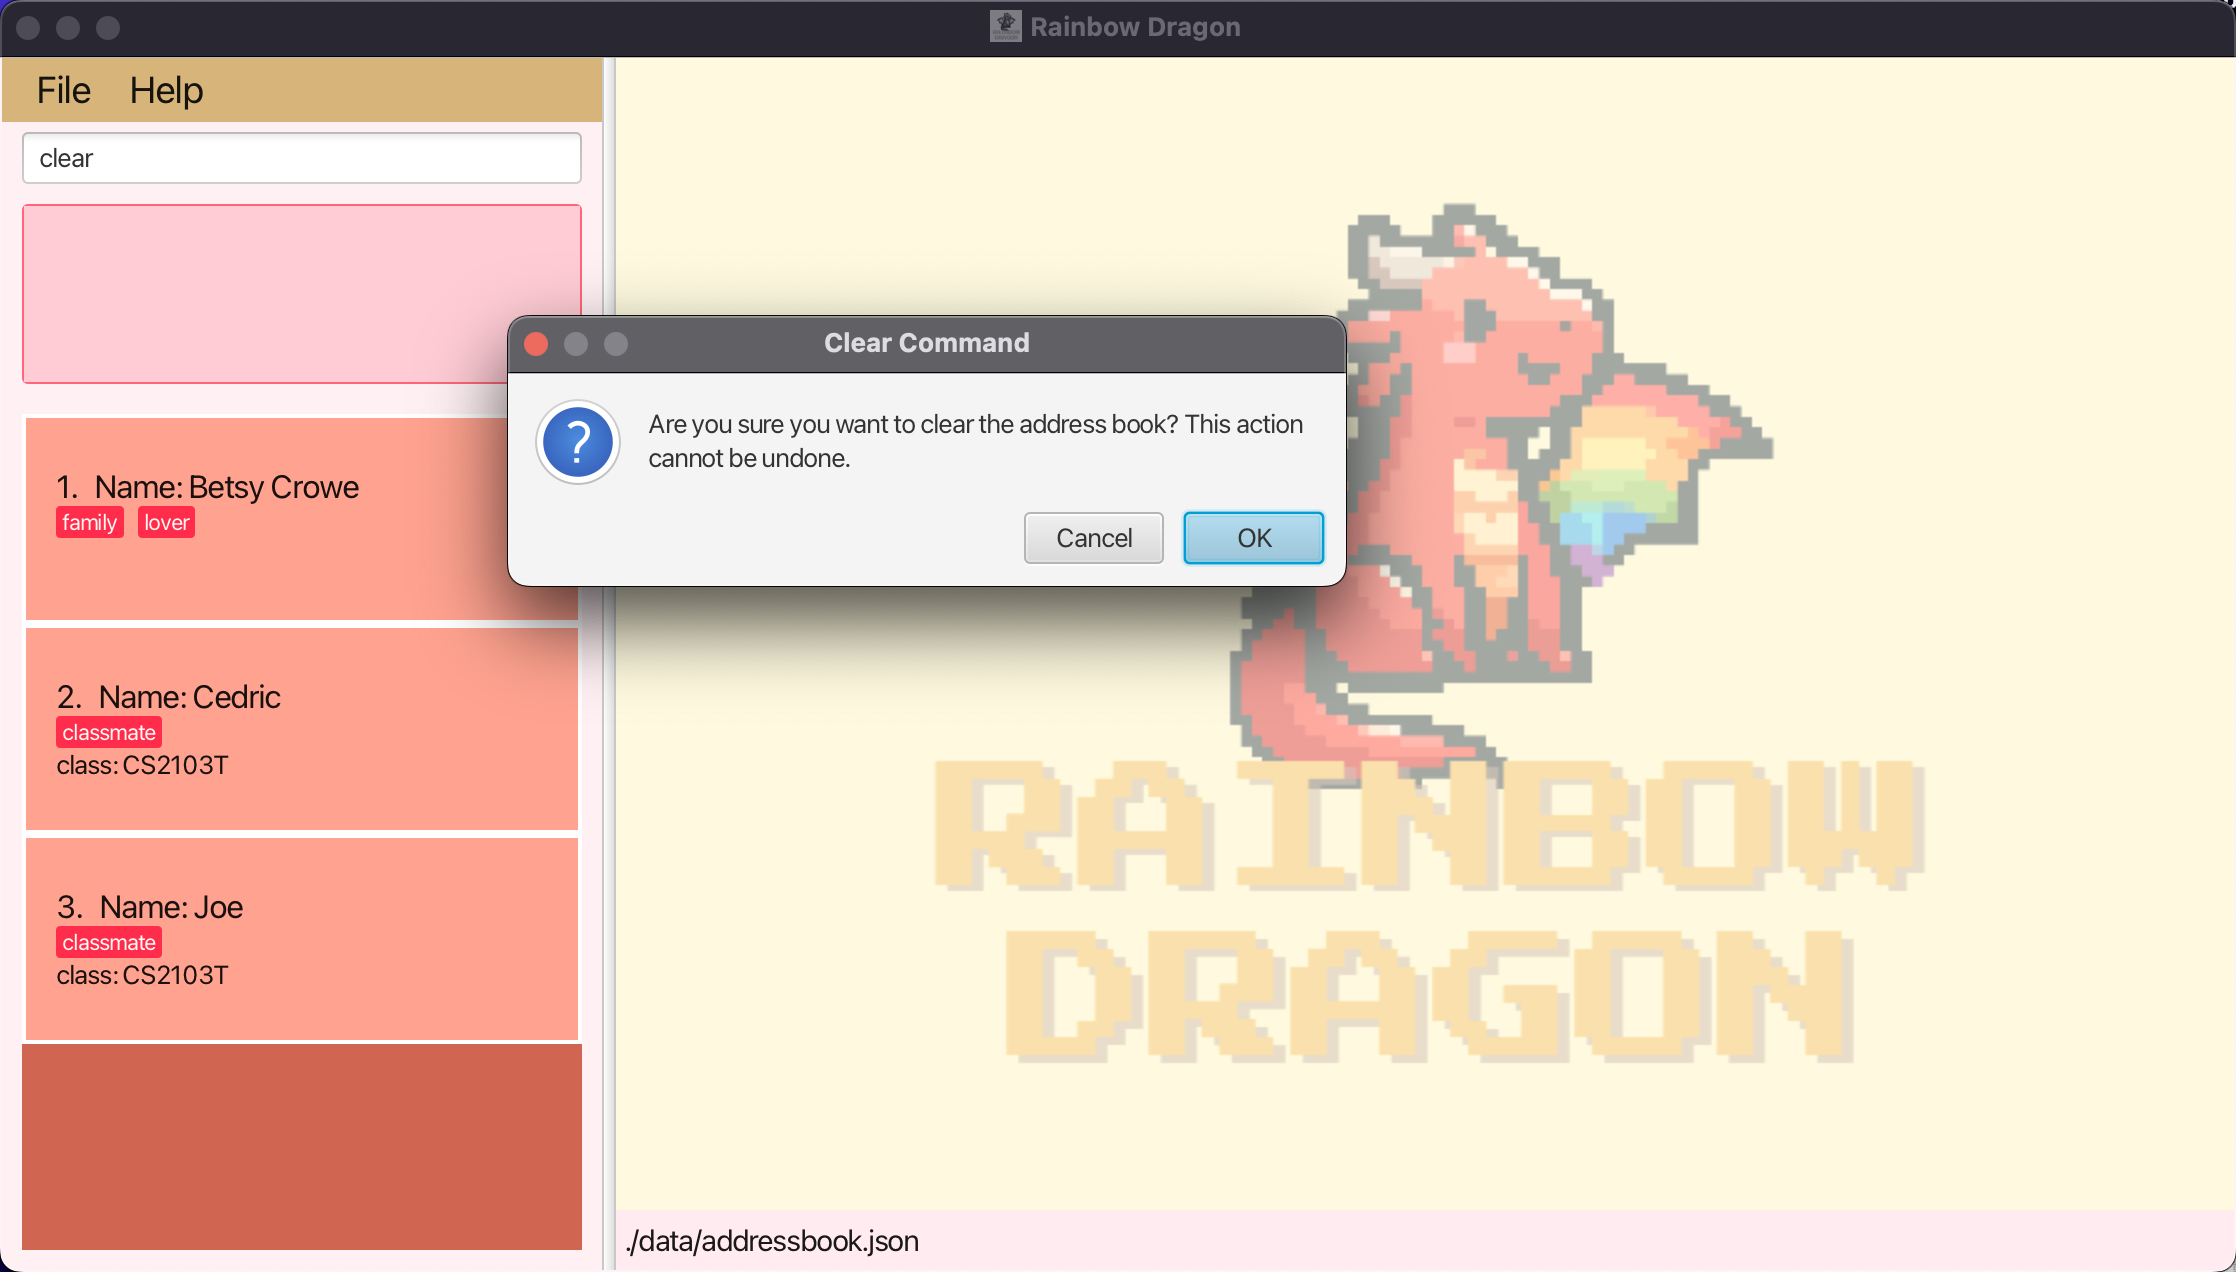 Rainbow Dragon
File Help
clear
Clear Command
?
Are you sure you want to clear the address book? This action
cannot be undone.
Cancel OK
1. Name: Betsy Crowe
family lover
2. Name: Cedric
classmate
class: CS2103T
3. Name: Joe
classmate
class: CS2103T
RAINBOW
DRAGON
./data/addressbook.json